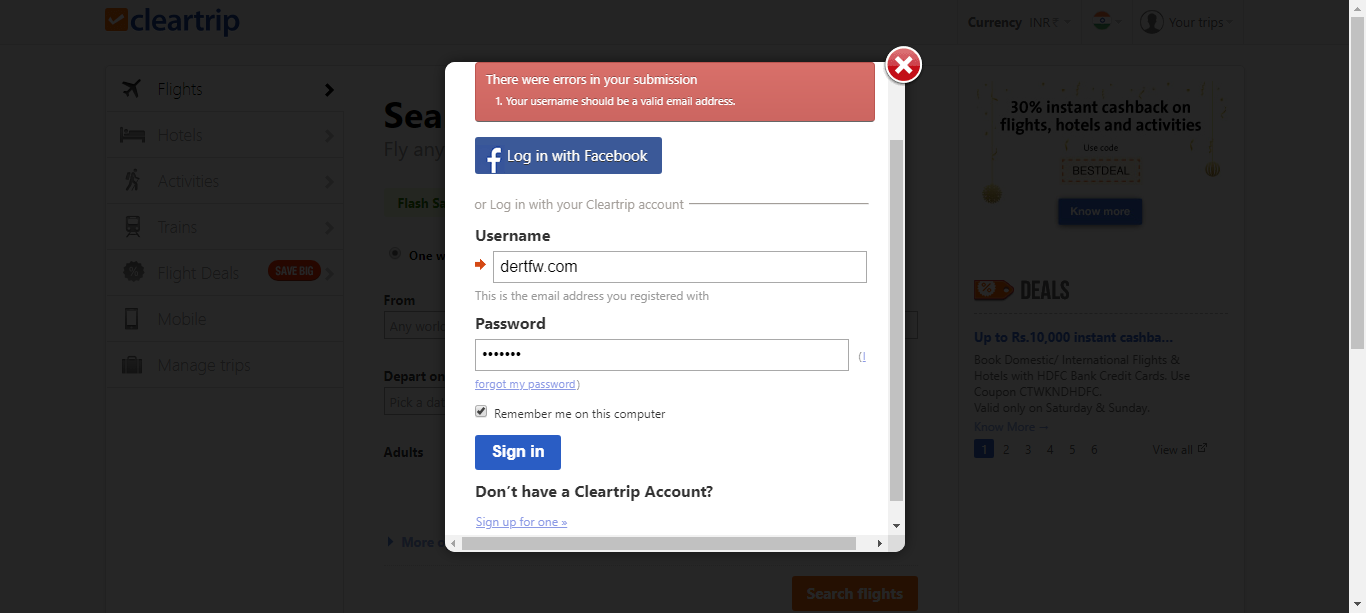 cleartrip
Currency INR₹
Your trips
Flights
Hotels
Activities
Trains
Flight Deals SAVE BIG
Mobile
Manage trips
Sea
Fly any
Flash Sa
One w
From
Any world
Depart on
Pick a dat
Adults
More o
Search flights
There were errors in your submission
1. Your username should be a valid email address.
f Log in with Facebook
or Log in with your Cleartrip account
Username
dertfw.com
This is the email address you registered with
Password
•••••••
(I
forgot my password)
Remember me on this computer
Sign in
Don't have a Cleartrip Account?
Sign up for one »
30% instant cashback on
flights, hotels and activities
Use code
BESTDEAL
Know more
% DEALS
Up to Rs.10,000 instant cashba...
Book Domestic/ International Flights &
Hotels with HDFC Bank Credit Cards. Use
Coupon CTWKNDHDFC.
Valid only on Saturday & Sunday.
Know More →
1 2 3 4 5 6 View all